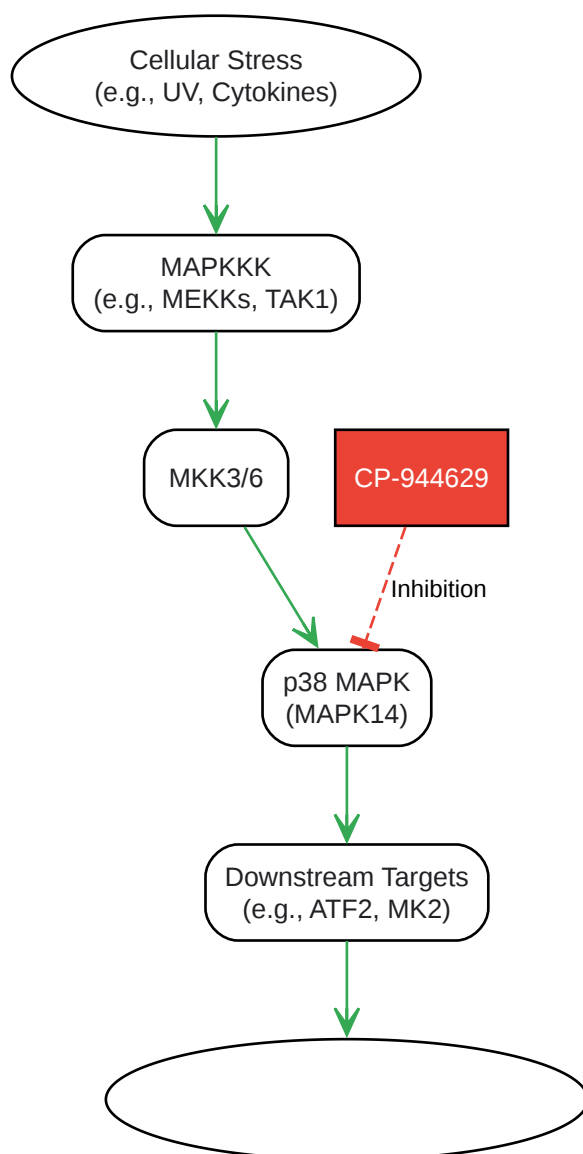 Cellular Stress
(e.g., UV, Cytokines)
MAPKKK
(e.g., MEKKs, TAK1)
MKK3/6
CP-944629
Inhibition
p38 MAPK
(MAPK14)
Downstream Targets
(e.g., ATF2, MK2)